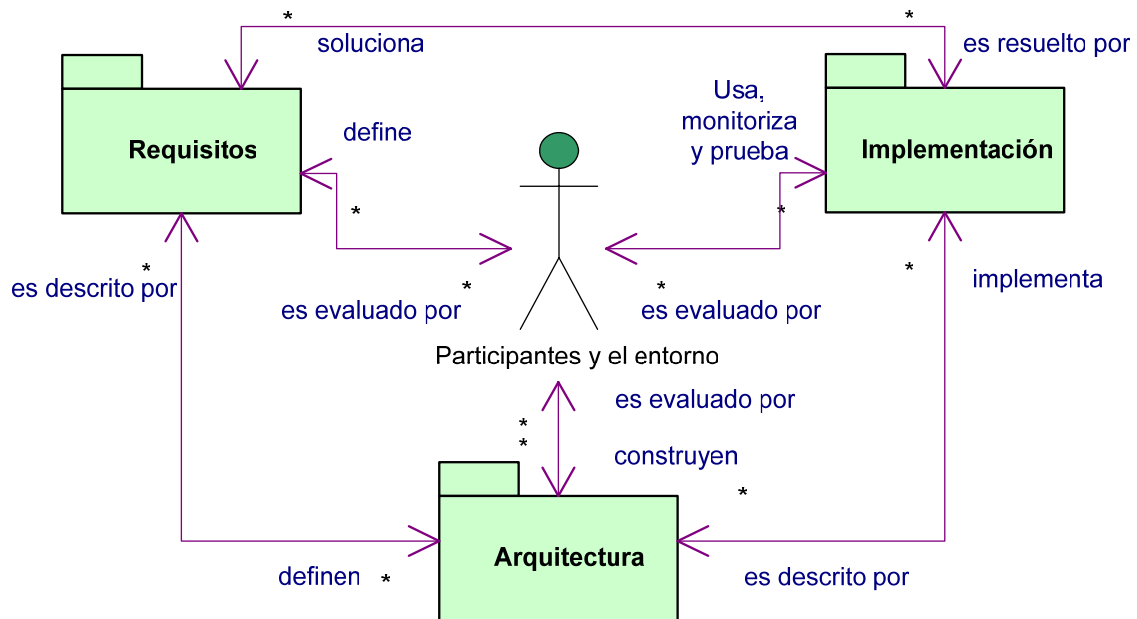 * *
soluciona
es resuelto por
Usa,
monitoriza
y prueba
define
Requisitos
Implementación
* *
* *
es descrito por
implementa
* *
es evaluado por
es evaluado por
Participantes y el entorno
es evaluado por
*
*
construyen
*
Arquitectura
definen *
es descrito por